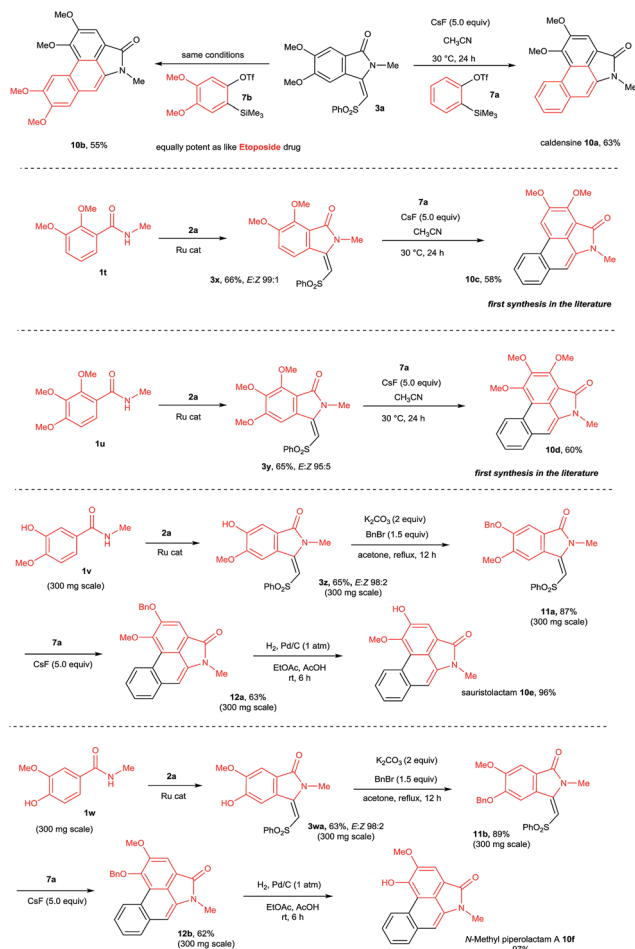 MeO
MeO
O
N
Me
MeO
MeO
10b, 55%
same conditions
MeO
OTf
7b
MeO
SiMe3
equally potent as like Etoposide drug
MeO
MeO
O
N
Me
PhO2S
3a
CsF (5.0 equiv)
CH3CN
30 °C, 24 h
OTf
7a
SiMe3
MeO
MeO
O
N
Me
caldensine 10a, 63%
OMe
O
MeO
N
H
Me
1t
2a
Ru cat
MeO
O
MeO
N
Me
PhO2S
3x, 66%, E:Z 99:1
7a
CsF (5.0 equiv)
CH3CN
30 °C, 24 h
MeO
OMe
O
N
Me
10c, 58%
first synthesis in the literature
OMe
O
MeO
N
H
Me
MeO
1u
2a
Ru cat
MeO
O
MeO
N
Me
MeO
PhO2S
3y, 65%, E:Z 95:5
7a
CsF (5.0 equiv)
CH3CN
30 °C, 24 h
MeO
OMe
MeO
O
N
Me
10d, 60%
first synthesis in the literature
O
HO
N
H
Me
MeO
1v
(300 mg scale)
2a
Ru cat
HO
O
N
Me
MeO
PhO2S
3z, 65%, E:Z 98:2
(300 mg scale)
K2CO3 (2 equiv)
BnBr (1.5 equiv)
acetone, reflux, 12 h
BnO
O
N
Me
MeO
PhO2S
11a, 87%
(300 mg scale)
7a
CsF (5.0 equiv)
BnO
MeO
O
N
Me
12a, 63%
(300 mg scale)
H2, Pd/C (1 atm)
EtOAc, AcOH
rt, 6 h
HO
MeO
O
N
Me
sauristolactam 10e, 96%
O
MeO
N
H
Me
HO
1w
(300 mg scale)
2a
Ru cat
MeO
O
N
Me
HO
PhO2S
3wa, 63%, E:Z 98:2
(300 mg scale)
K2CO3 (2 equiv)
BnBr (1.5 equiv)
acetone, reflux, 12 h
MeO
O
N
Me
BnO
PhO2S
11b, 89%
(300 mg scale)
7a
CsF (5.0 equiv)
MeO
BnO
O
N
Me
12b, 62%
(300 mg scale)
H2, Pd/C (1 atm)
EtOAc, AcOH
rt, 6 h
MeO
HO
O
N
Me
N-Methyl piperolactam A 10f
97%